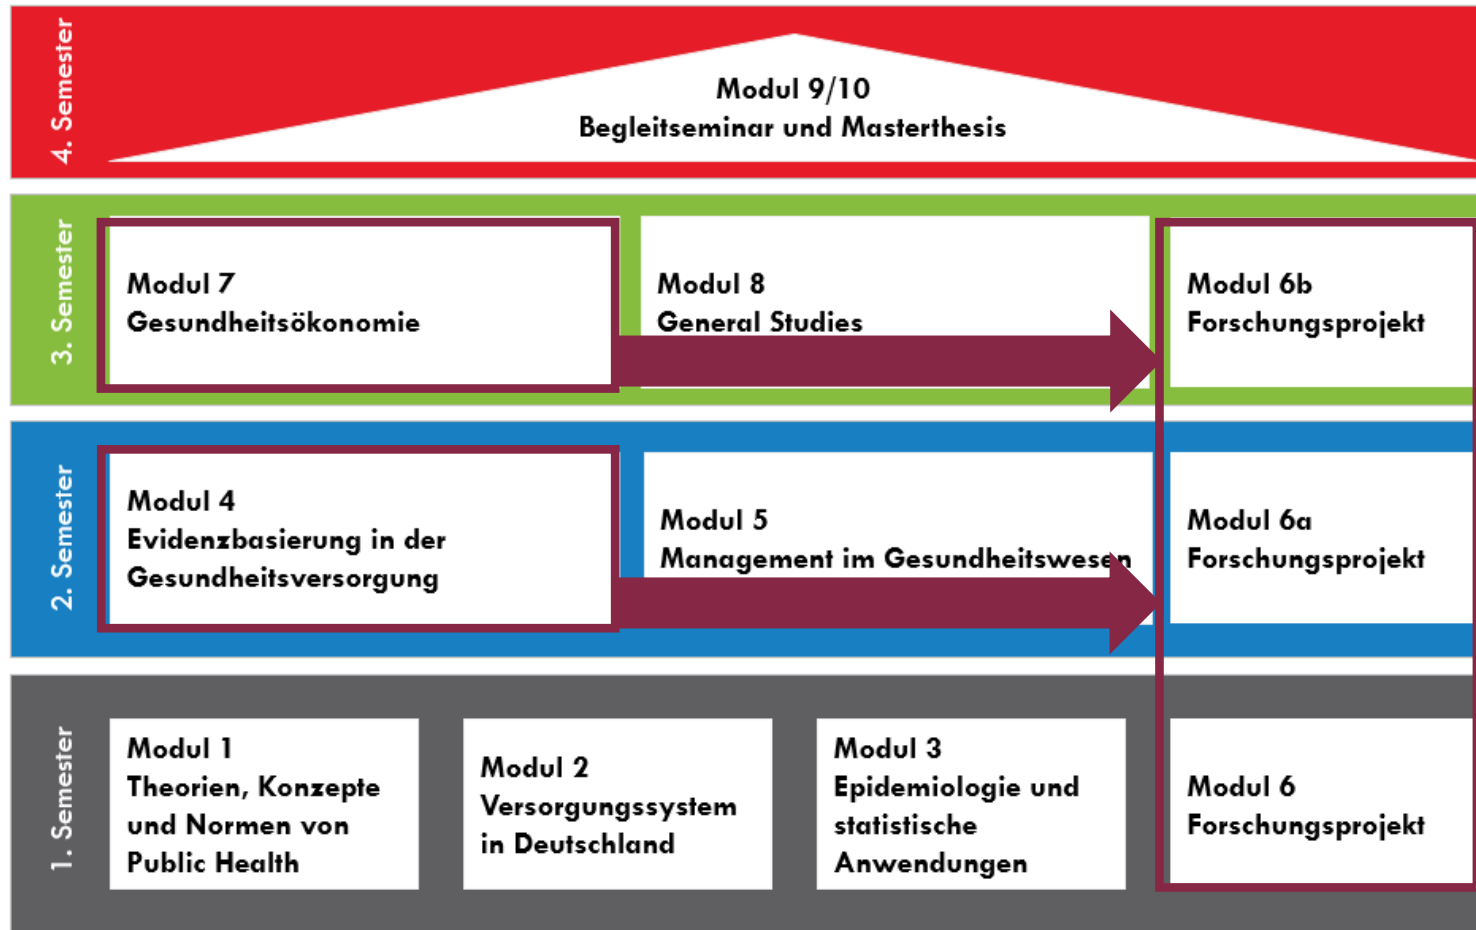 4. Semester
Modul 9/10
Begleitseminar und Masterthesis
3. Semester
Modul 7
Gesundheitsökonomie
Modul 8
General Studies
Modul 6b
Forschungsprojekt
2. Semester
Modul 4
Evidenzbasierung in der
Gesundheitsversorgung
Modul 5
Management im Gesundheitswesen
Modul 6a
Forschungsprojekt
1. Semester
Modul 1
Theorien, Konzepte
und Normen von
Public Health
Modul 2
Versorgungssystem
in Deutschland
Modul 3
Epidemiologie und
statistische
Anwendungen
Modul 6
Forschungsprojekt